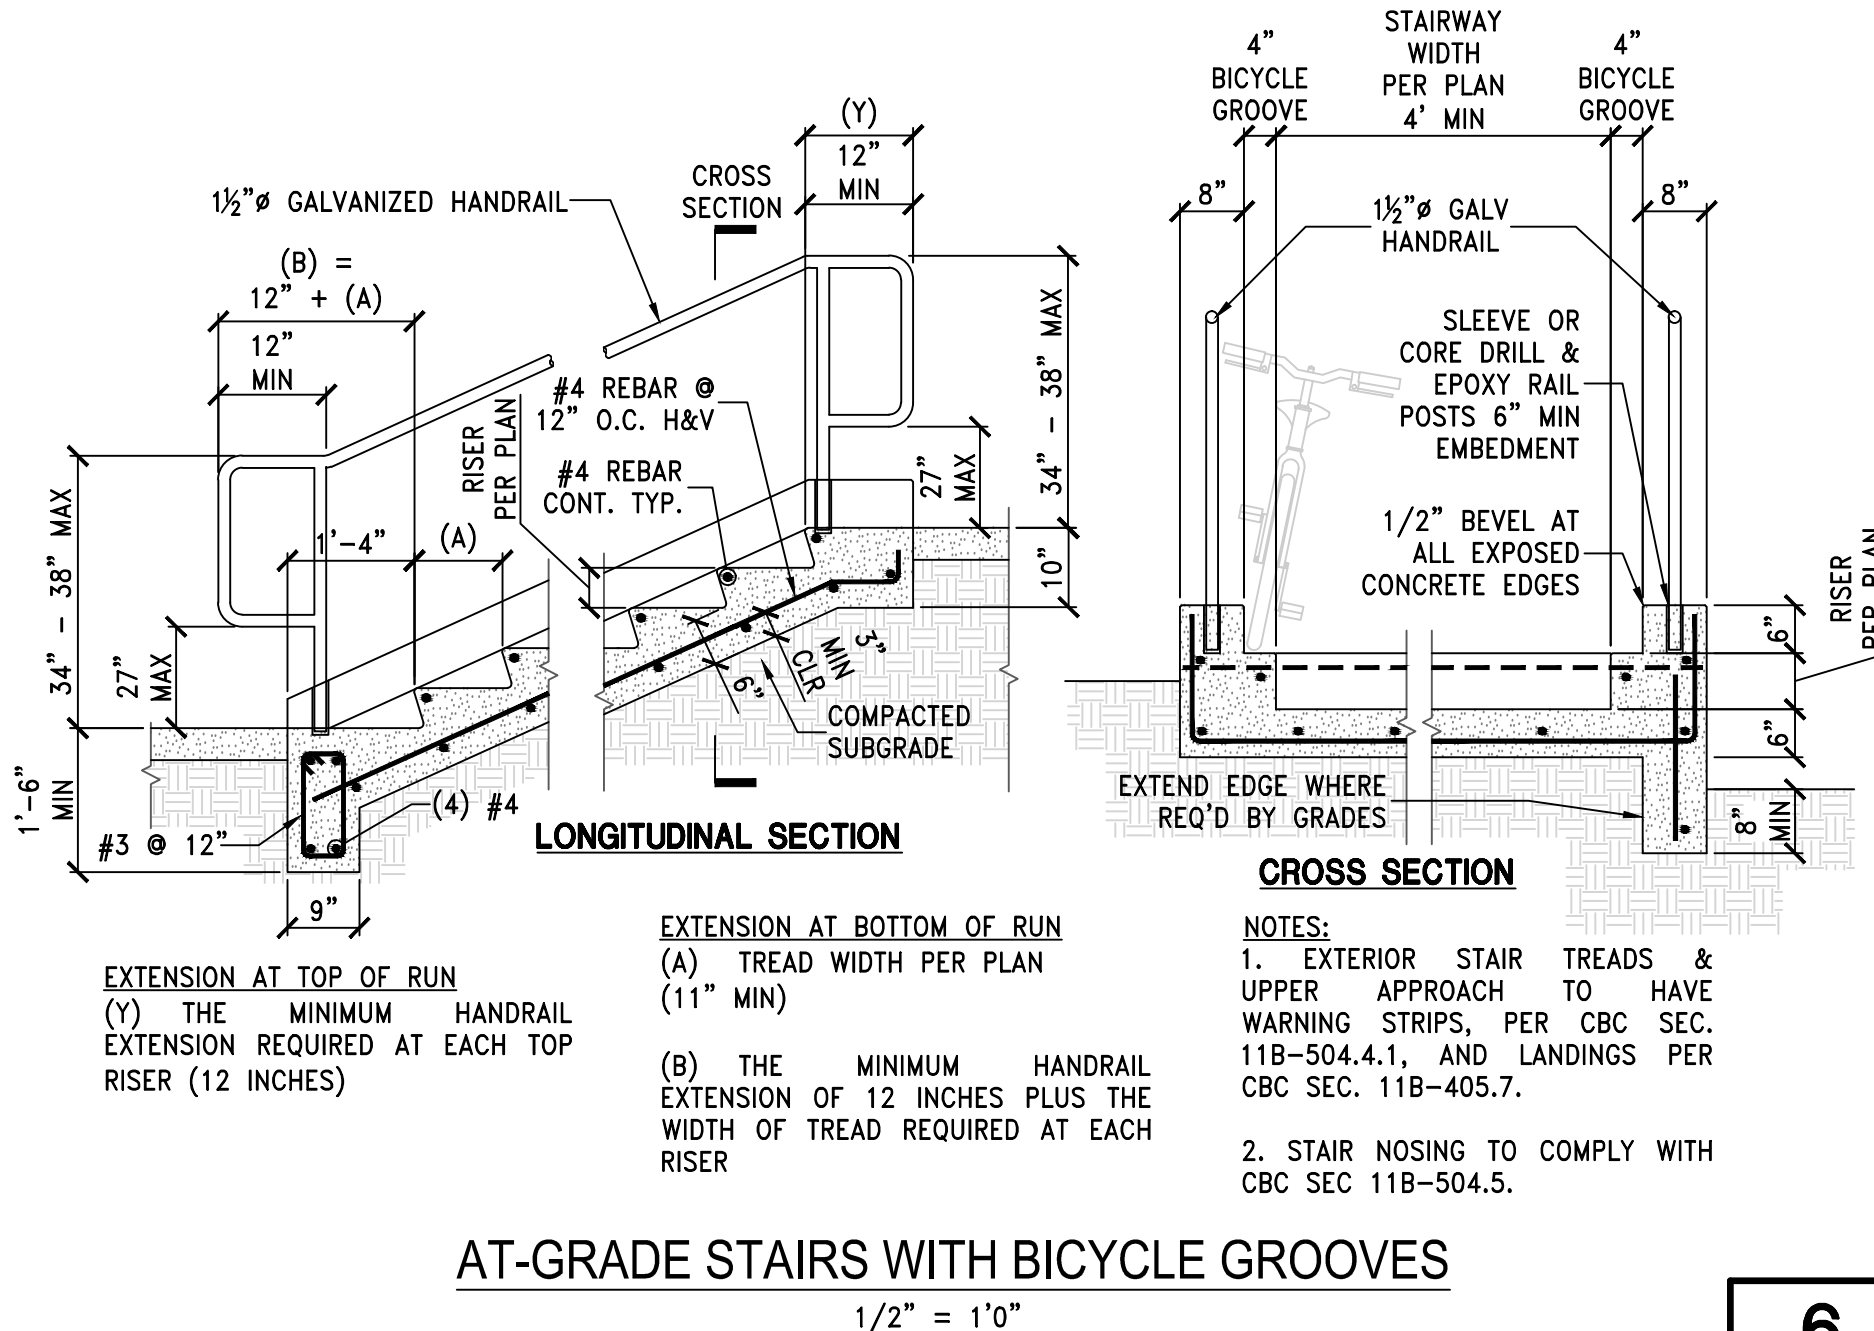 4"
BICYCLE
GROOVE
STAIRWAY
WIDTH
PER PLAN
4' MIN
4"
BICYCLE
GROOVE
(Y)
12"
MIN
CROSS
SECTION
1½"ø GALVANIZED HANDRAIL
8"
8"
1½"ø GALV
HANDRAIL
(B) =
12" + (A)
12"
MIN
#4 REBAR @
12" O.C. H&V
#4 REBAR
CONT. TYP.
RISER
PER PLAN
27"
MAX
34" - 38" MAX
10"
SLEEVE OR
CORE DRILL &
EPOXY RAIL
POSTS 6" MIN
EMBEDMENT
1/2" BEVEL AT
ALL EXPOSED
CONCRETE EDGES
RISER
PER PLAN
1'-4"
(A)
34" - 38" MAX
27"
MAX
3"
MIN
CLR
6"
COMPACTED
SUBGRADE
6"
6"
8"
MIN
EXTEND EDGE WHERE
REQ'D BY GRADES
1'-6"
MIN
(4) #4
#3 @ 12"
9"
LONGITUDINAL SECTION
CROSS SECTION
EXTENSION AT TOP OF RUN
(Y) THE MINIMUM HANDRAIL
EXTENSION REQUIRED AT EACH TOP
RISER (12 INCHES)
EXTENSION AT BOTTOM OF RUN
(A) TREAD WIDTH PER PLAN
(11" MIN)
(B) THE MINIMUM HANDRAIL
EXTENSION OF 12 INCHES PLUS THE
WIDTH OF TREAD REQUIRED AT EACH
RISER
NOTES:
1. EXTERIOR STAIR TREADS &
UPPER APPROACH TO HAVE
WARNING STRIPS, PER CBC SEC.
11B-504.4.1, AND LANDINGS PER
CBC SEC. 11B-405.7.
2. STAIR NOSING TO COMPLY WITH
CBC SEC 11B-504.5.
AT-GRADE STAIRS WITH BICYCLE GROOVES
1/2" = 1'0"
6